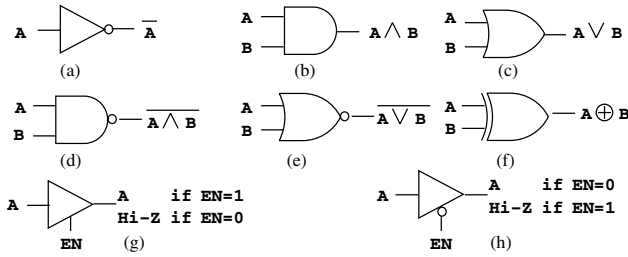 A A
(a)
A
B A ∧ B
(b)
A
B A ∨ B
(c)
A
B A ∧ B
(d)
A
B A ∨ B
(e)
A
B A ⊕ B
(f)
A A if EN=1
Hi-Z if EN=0
EN (g)
A A if EN=0
Hi-Z if EN=1
EN (h)